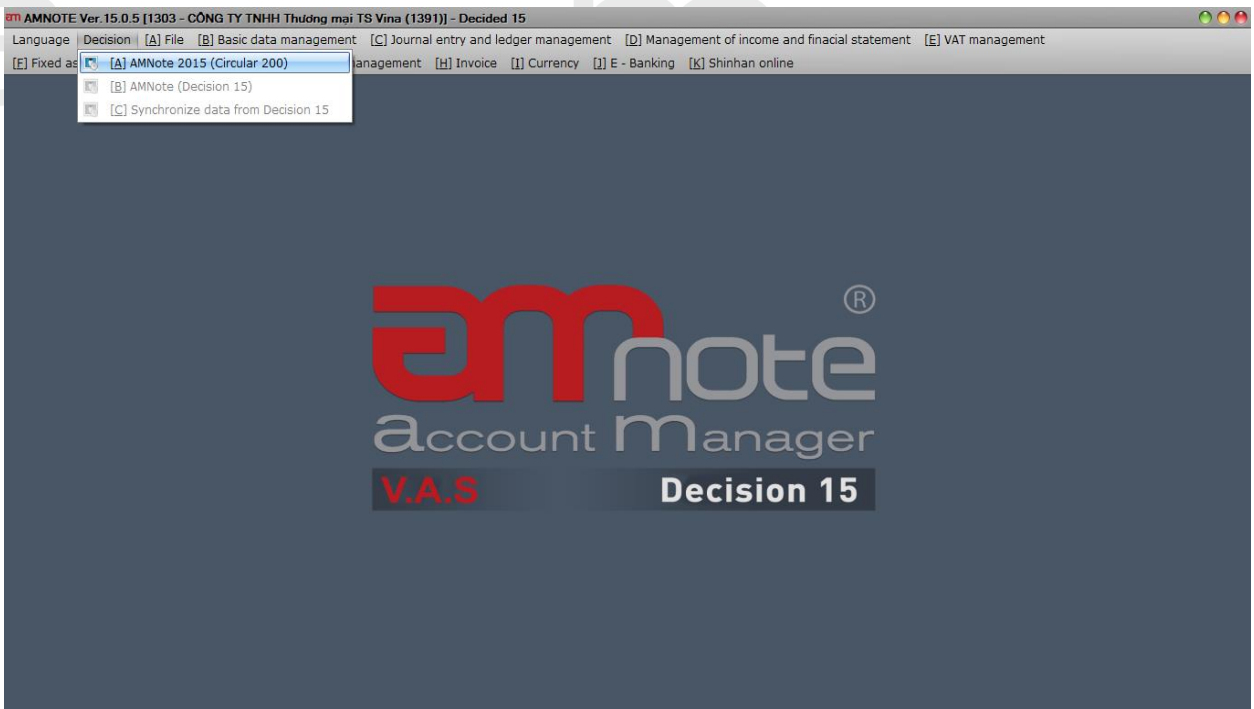 am AMNOTE Ver.15.0.5 [1303 - CÔNG TY TNHH Thương mại TS Vina (1391)] - Decided 15
Language Decision [A] File [B] Basic data management [C] Journal entry and ledger management [D] Management of income and finacial statement [E] VAT management
[F] Fixed as anagement [H] Invoice [I] Currency [J] E - Banking [K] Shinhan online
[A] AMNote 2015 (Circular 200)
[B] AMNote (Decision 15)
[C] Synchronize data from Decision 15
amnote ®
account manager
V.A.S Decision 15